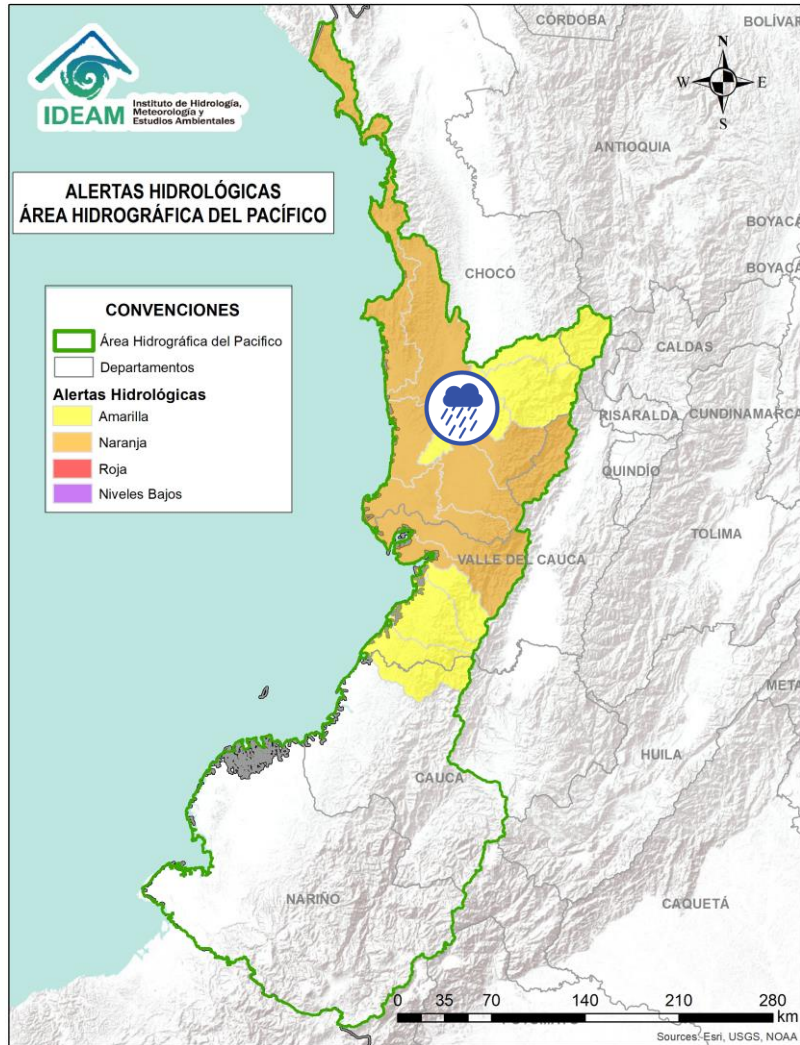 IDEAM
Instituto de Hidrología,
Meteorología y
Estudios Ambientales
ALERTAS HIDROLÓGICAS
ÁREA HIDROGRÁFICA DEL PACÍFICO
CONVENCIONES
Área Hidrográfica del Pacifico
Departamentos
Alertas Hidrológicas
Amarilla
Naranja
Roja
Niveles Bajos
CÓRDOBA
BOLÍVAR
N
W E
S
ANTIOQUIA
BOYACÁ
CHOCÓ
BOYACÁ
CALDAS
RISARALDA
CUNDINAMARCA
QUINDÍO
TOLIMA
VALLE DEL CAUCA
META
HUILA
CAUCA
NARIÑO
CAQUETÁ
0 35 70 140 210 280
km
Sources: Esri, USGS, NOAA